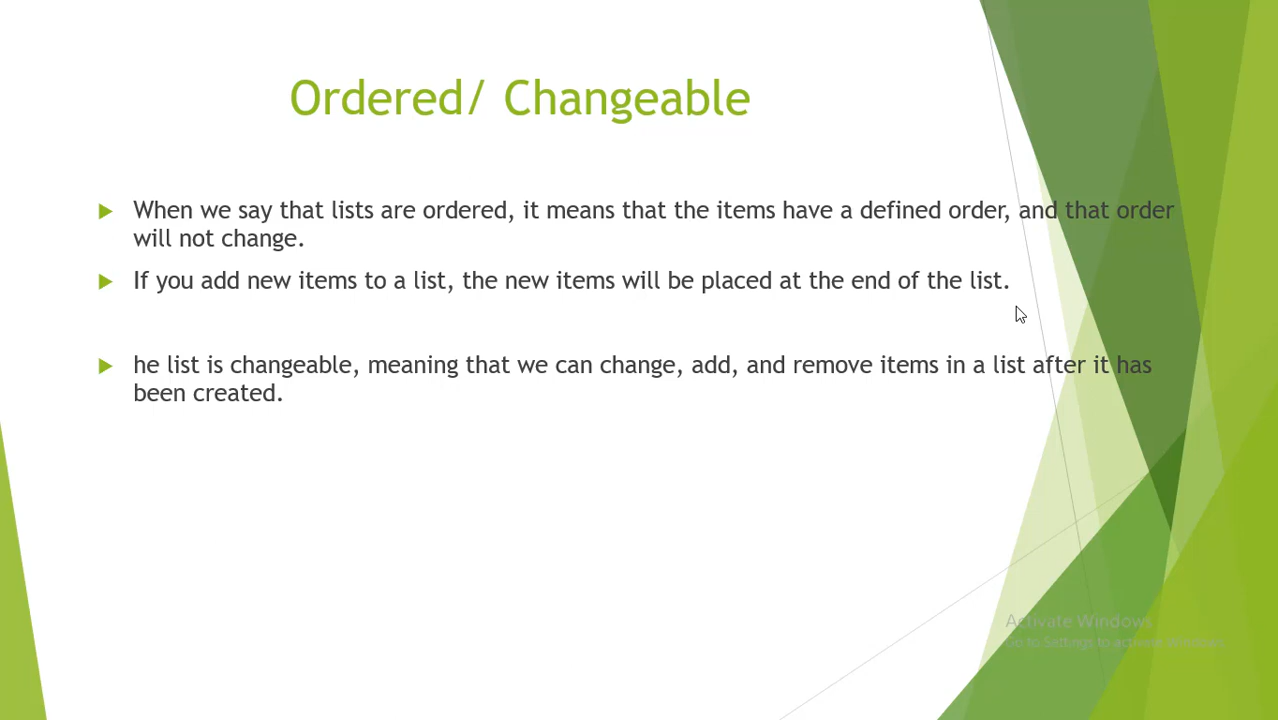 Ordered/ Changeable
When we say that lists are ordered, it means that the items have a defined order, and that order
will not change.
If you add new items to a list, the new items will be placed at the end of the list.
he list is changeable, meaning that we can change, add, and remove items in a list after it has
been created.
Activate Windows
Go to Settings to activate Windows.